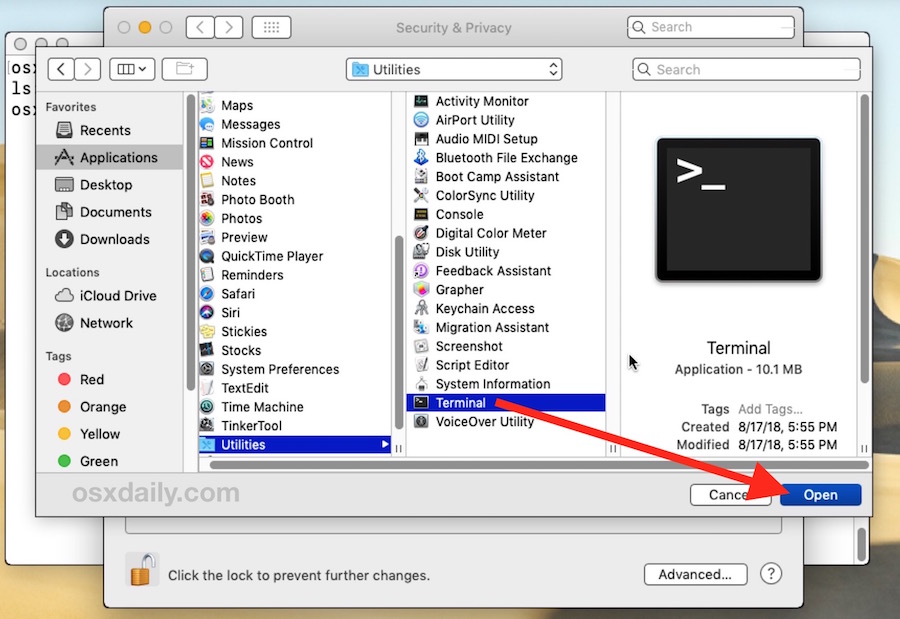 Security & Privacy
Search
osx
ls
osx
Utilities
Search
Favorites
Recents
Applications
Desktop
Documents
Downloads
Locations
iCloud Drive
Network
Tags
Red
Orange
Yellow
Green
Maps
Messages
Mission Control
News
Notes
Photo Booth
Photos
Preview
QuickTime Player
Reminders
Safari
Siri
Stickies
Stocks
System Preferences
TextEdit
Time Machine
TinkerTool
Utilities
Activity Monitor
AirPort Utility
Audio MIDI Setup
Bluetooth File Exchange
Boot Camp Assistant
ColorSync Utility
Console
Digital Color Meter
Disk Utility
Feedback Assistant
Grapher
Keychain Access
Migration Assistant
Screenshot
Script Editor
System Information
Terminal
VoiceOver Utility
>_
Terminal
Application - 10.1 MB
Tags Add Tags...
Created 8/17/18, 5:55 PM
Modified 8/17/18, 5:55 PM
osxdaily.com
Cancel
Open
Click the lock to prevent further changes.
Advanced...
?